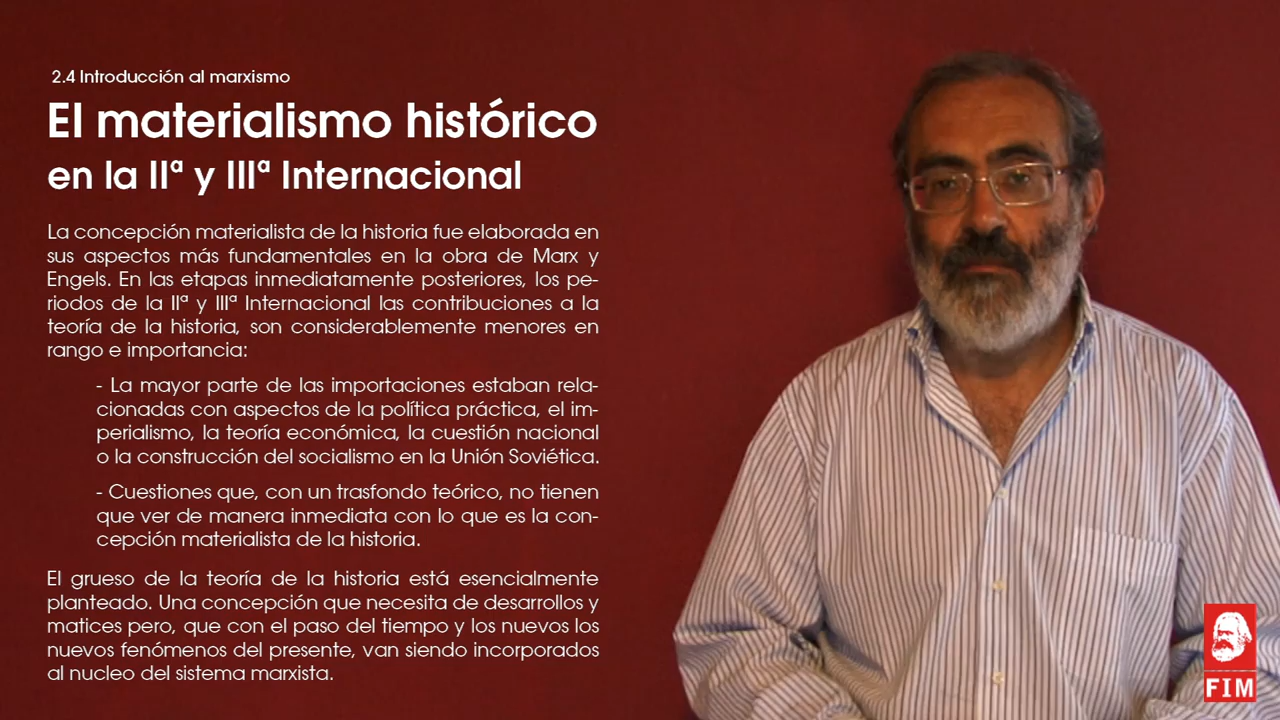 2.4 Introducción al marxismo
El materialismo histórico
en la IIª y IIIª Internacional
La concepción materialista de la historia fue elaborada en
sus aspectos más fundamentales en la obra de Marx y
Engels. En las etapas inmediatamente posteriores, los pe-
riodos de la IIª y IIIª Internacional las contribuciones a la
teoría de la historia, son considerablemente menores en
rango e importancia:
- La mayor parte de las importaciones estaban rela-
cionadas con aspectos de la política práctica, el im-
perialismo, la teoría económica, la cuestión nacional
o la construcción del socialismo en la Unión Soviética.
- Cuestiones que, con un trasfondo teórico, no tienen
que ver de manera inmediata con lo que es la con-
cepción materialista de la historia.
El grueso de la teoría de la historia está esencialmente
planteado. Una concepción que necesita de desarrollos y
matices pero, que con el paso del tiempo y los nuevos los
nuevos fenómenos del presente, van siendo incorporados
al nucleo del sistema marxista.
FIM